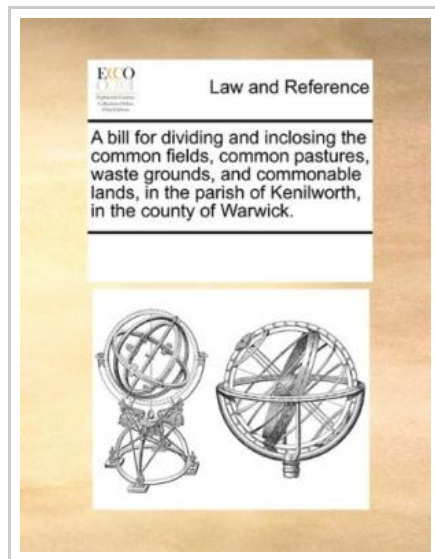 ECCO
Law and Reference
A bill for dividing and inclosing the
common fields, common pastures,
waste grounds, and commonable
lands, in the parish of Kenilworth,
in the county of Warwick.